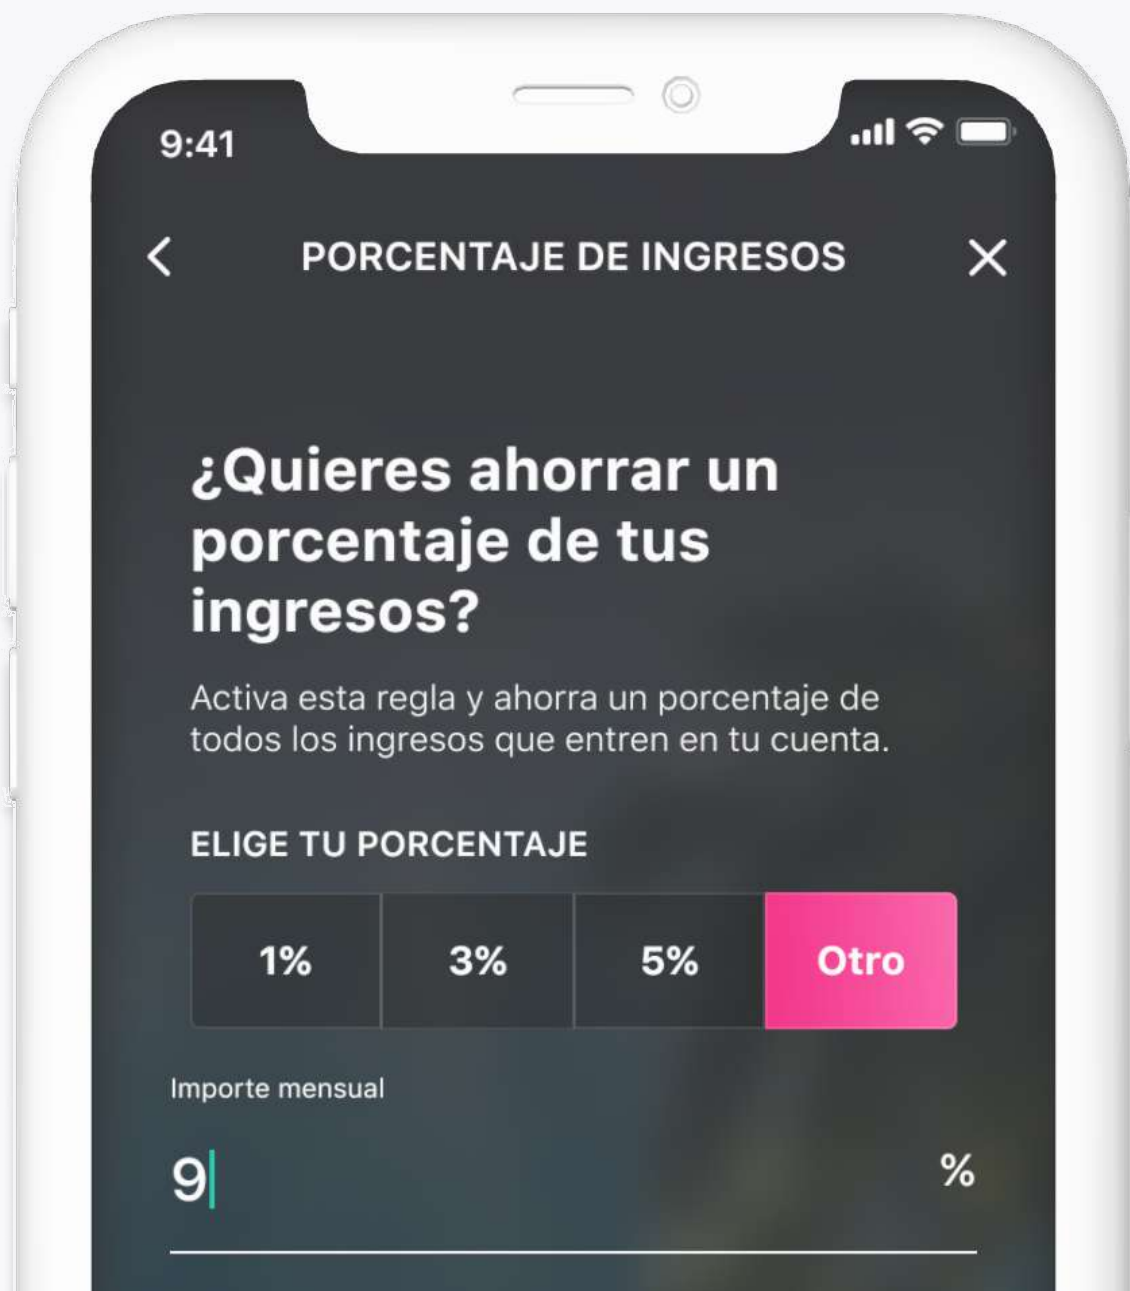 9:41
PORCENTAJE DE INGRESOS
¿Quieres ahorrar un
porcentaje de tus
ingresos?
Activa esta regla y ahorra un porcentaje de
todos los ingresos que entren en tu cuenta.
ELIGE TU PORCENTAJE
1% 3% 5% Otro
Importe mensual
9 %